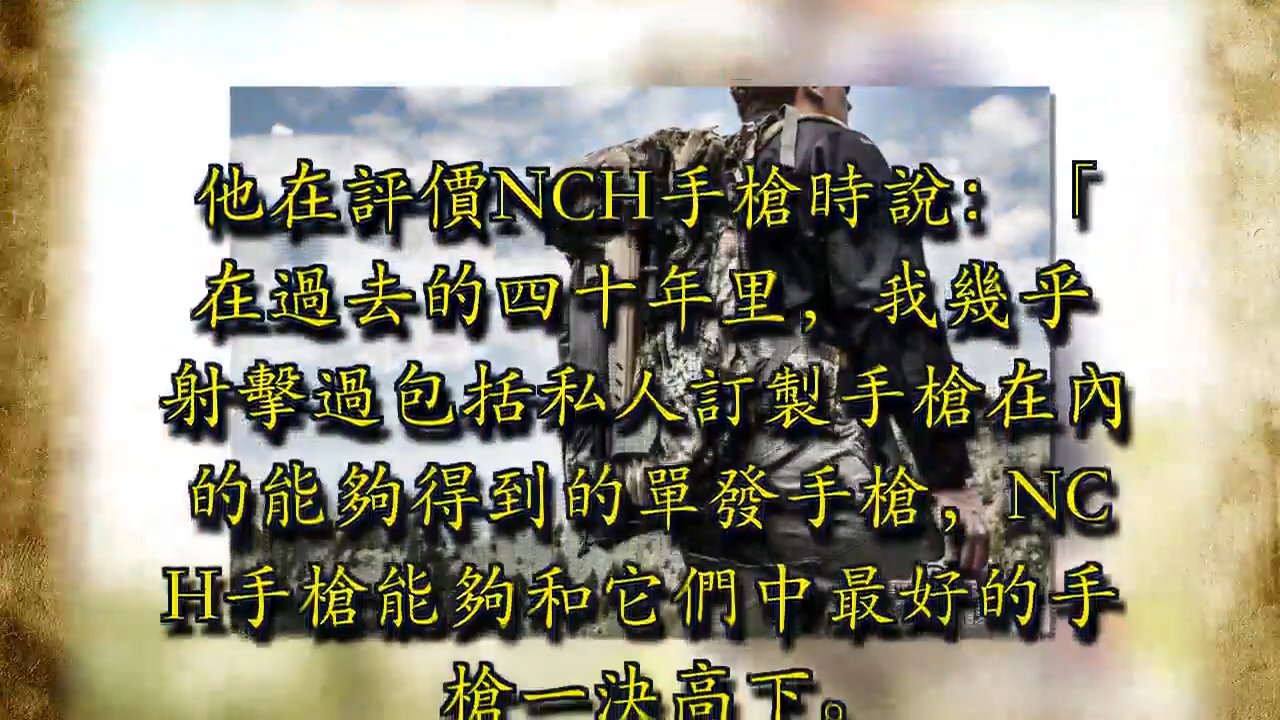 他在評價NCH手槍時說：「
在過去的四十年里，我幾乎
射擊過包括私人訂製手槍在內
的能夠得到的單發手槍，NC
H手槍能夠和它們中最好的手
槍一決高下。